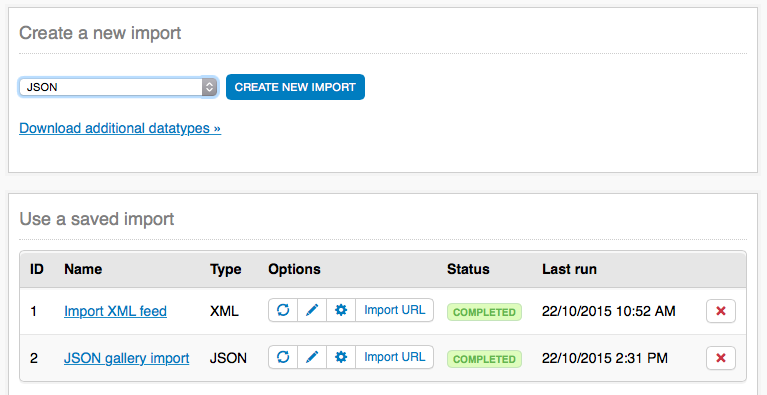 Create a new import
JSON CREATE NEW IMPORT
Download additional datatypes »
Use a saved import
ID Name Type Options Status Last run
1 Import XML feed XML Import URL COMPLETED 22/10/2015 10:52 AM
2 JSON gallery import JSON Import URL COMPLETED 22/10/2015 2:31 PM